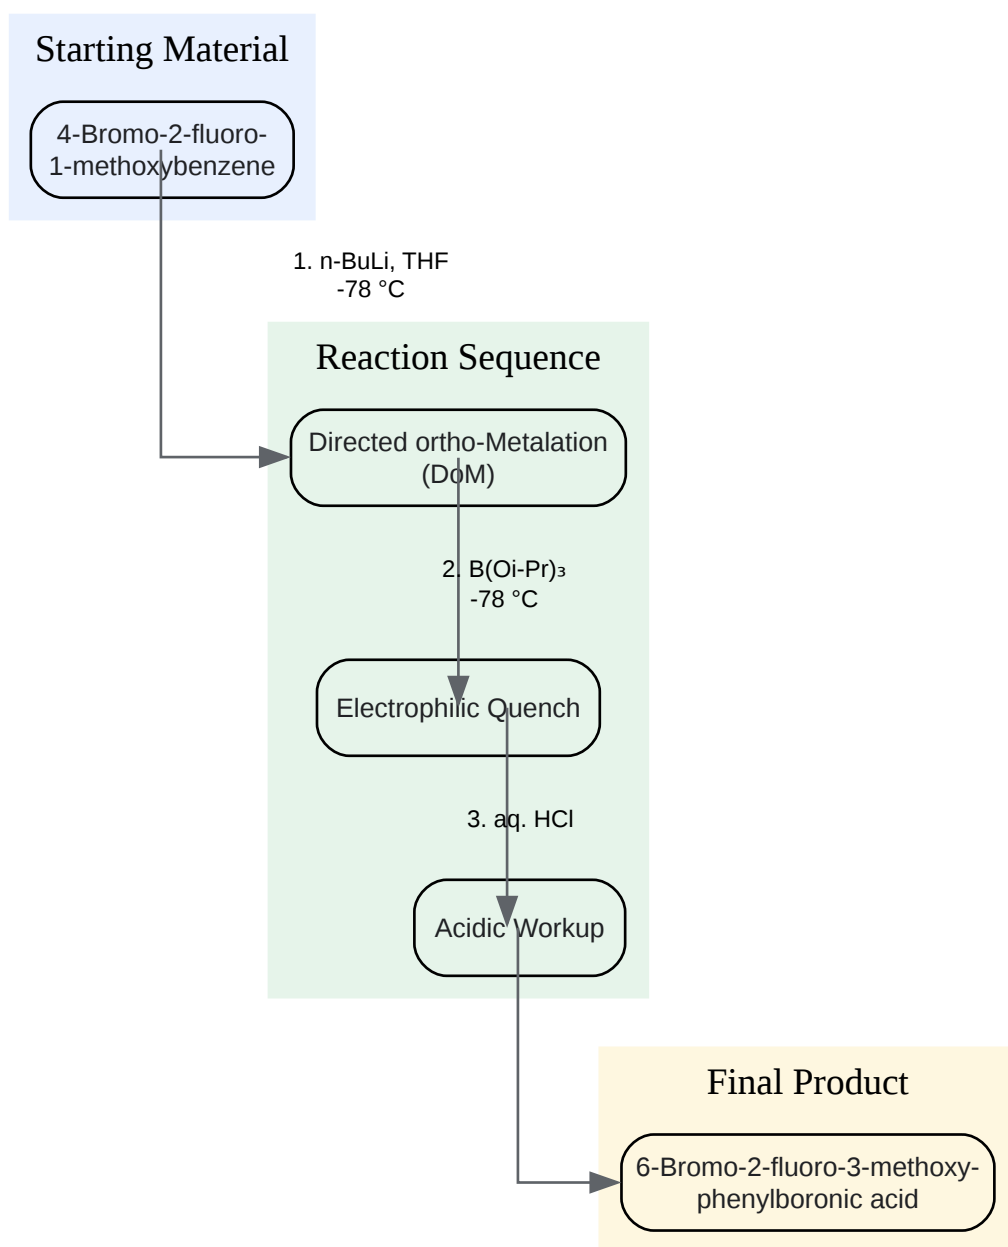 Starting Material
4-Bromo-2-fluoro-
1-methoxybenzene
1. n-BuLi, THF
-78 °C
Reaction Sequence
Directed ortho-Metalation
(DoM)
2. B(Oi-Pr)₃
-78 °C
Electrophilic Quench
3. aq. HCl
Acidic Workup
Final Product
6-Bromo-2-fluoro-3-methoxy-
phenylboronic acid